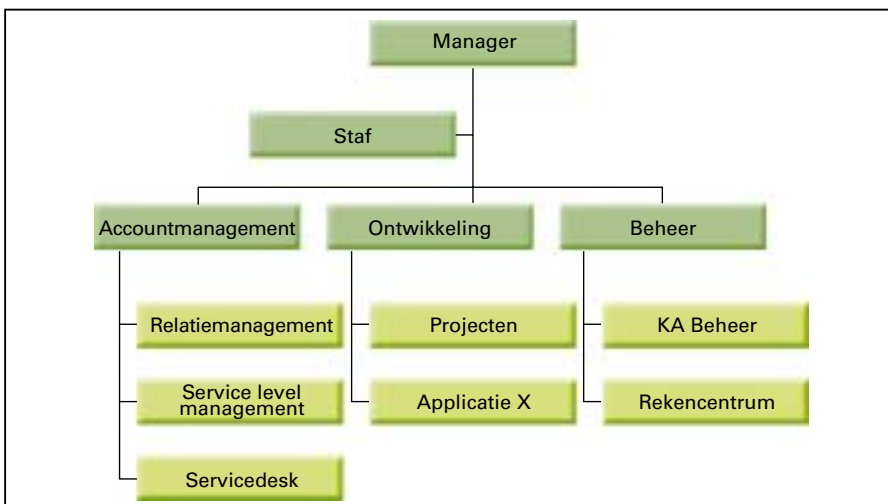 Manager
Staf
Accountmanagement
Ontwikkeling
Beheer
Relatiemanagement
Projecten
KA Beheer
Service level
management
Applicatie X
Rekencentrum
Servicedesk